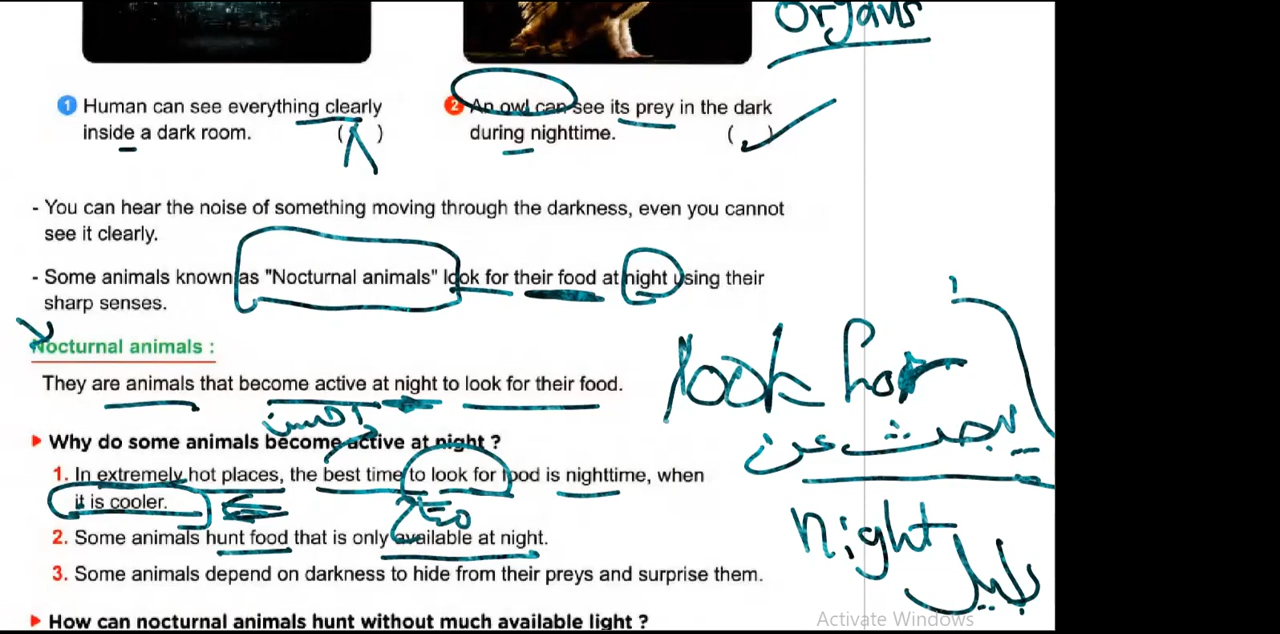 Organs
1 Human can see everything clearly
inside a dark room. ( )
2 An owl can see its prey in the dark
during nighttime. (✓)
- You can hear the noise of something moving through the darkness, even you cannot
see it clearly.
- Some animals known as "Nocturnal animals" look for their food at night using their
sharp senses.
Nocturnal animals :
They are animals that become active at night to look for their food.
look for
يبحث عن
Why do some animals become active at night ?
1. In extremely hot places, the best time to look for food is nighttime, when
it is cooler.
2. Some animals hunt food that is only available at night.
3. Some animals depend on darkness to hide from their preys and surprise them.
night
How can nocturnal animals hunt without much available light ?
Activate Windows